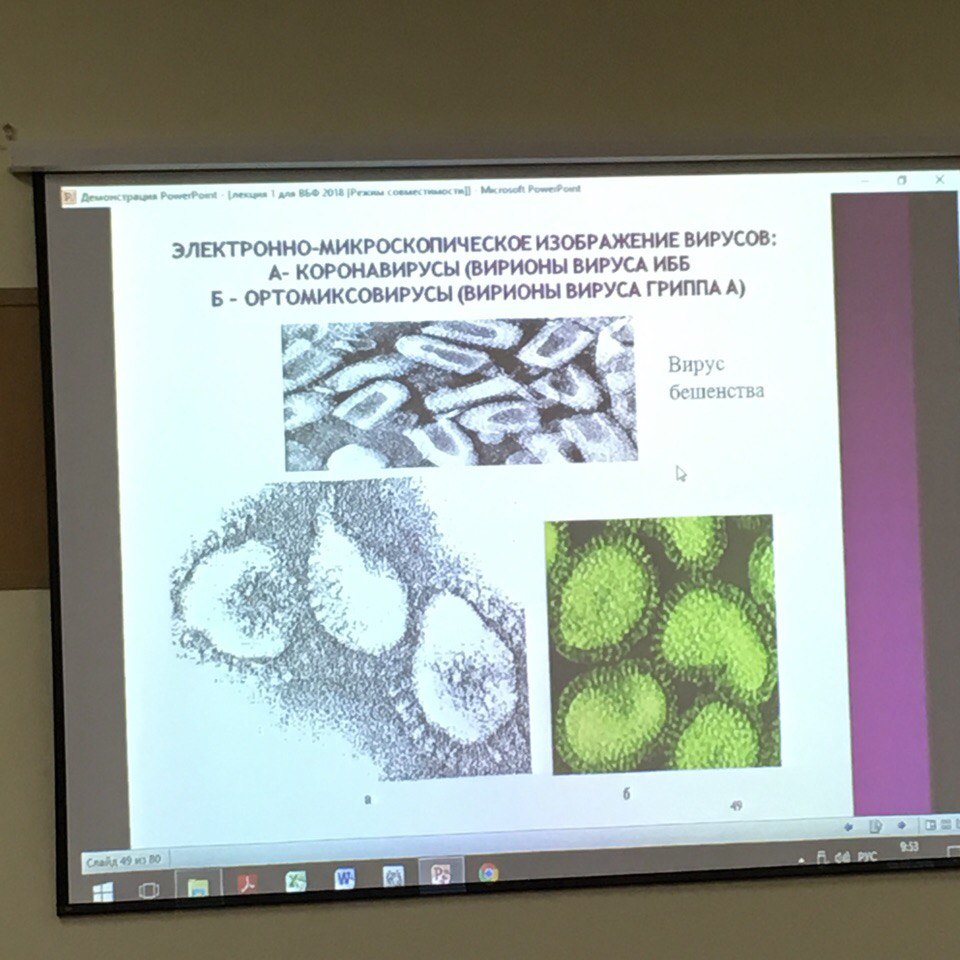 Демонстрация PowerPoint - [лекция 1 для ВБФ 2018 [Режим совместимости]] - Microsoft PowerPoint
ЭЛЕКТРОННО-МИКРОСКОПИЧЕСКОЕ ИЗОБРАЖЕНИЕ ВИРУСОВ:
А- КОРОНАВИРУСЫ (ВИРИОНЫ ВИРУСА ИББ
Б - ОРТОМИКСОВИРУСЫ (ВИРИОНЫ ВИРУСА ГРИППА А)
Вирус
бешенства
а
б
49
Слайд 49 из 80
РУС
9:53